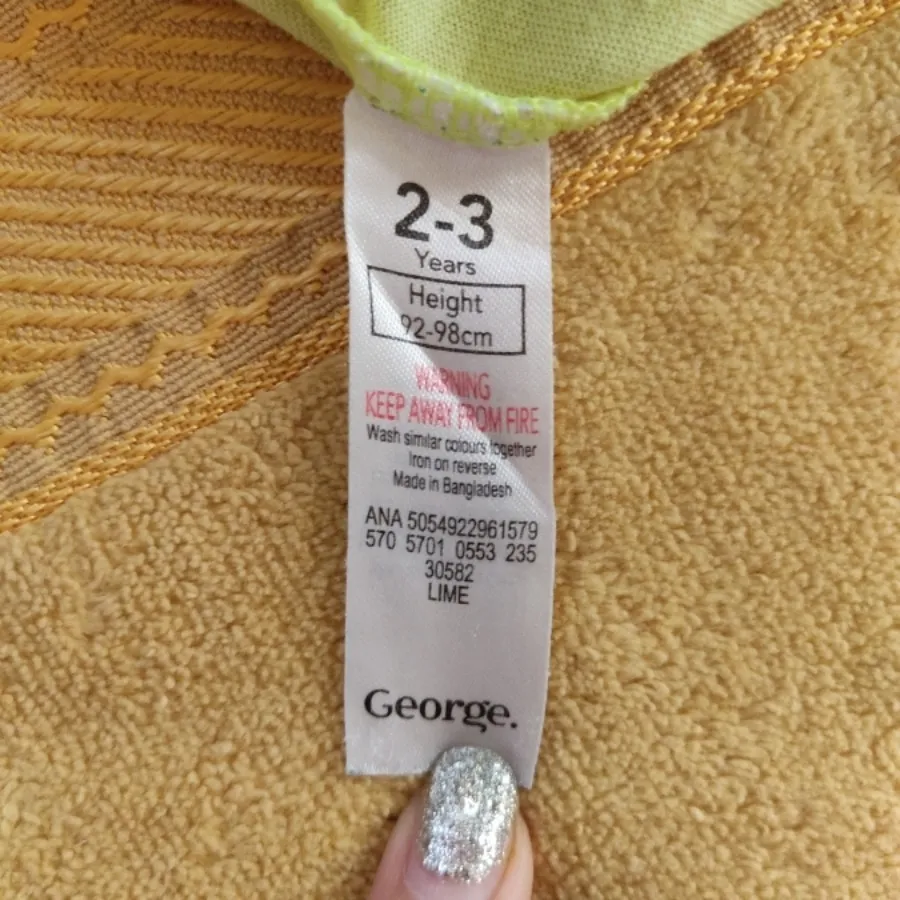 2-3
Years
Height
92-98cm
WARNING
KEEP AWAY FROM FIRE
Wash similar colours together
Iron on reverse
Made in Bangladesh
ANA 5054922961579
570 5701 0553 235
30582
LIME
George.